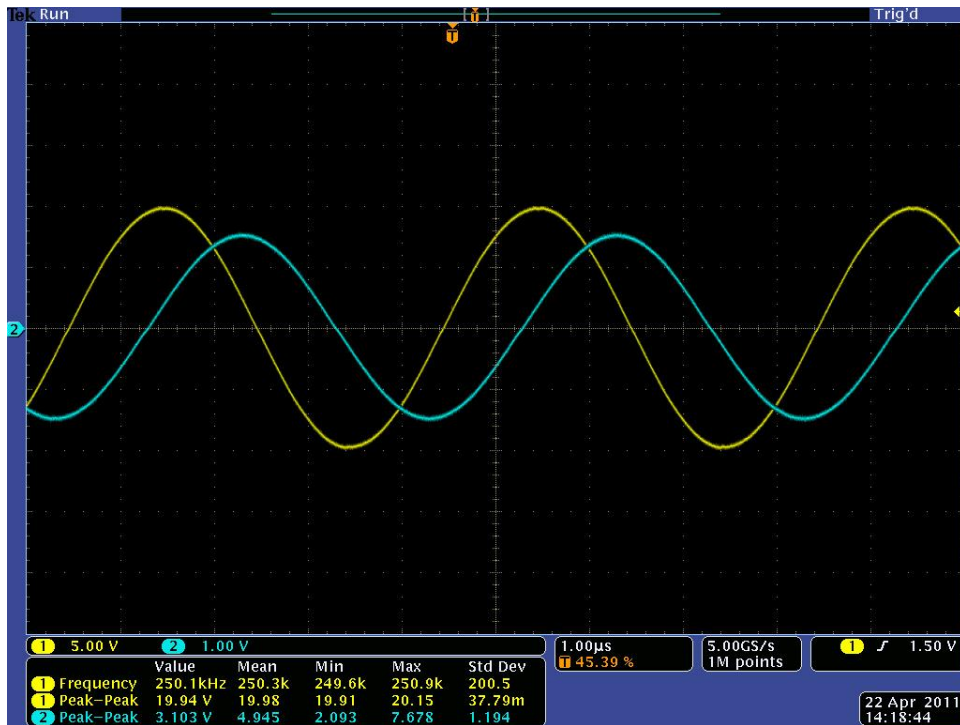 Tek Run [ T ] Trig'd
T
2
1 5.00 V 2 1.00 V
1.00µs
T 45.39 %
5.00GS/s
1M points
1 1.50 V
Value Mean Min Max Std Dev
1 Frequency 250.1kHz 250.3k 249.6k 250.9k 200.5
1 Peak-Peak 19.94 V 19.98 19.91 20.15 37.79m
2 Peak-Peak 3.103 V 4.945 2.093 7.678 1.194
22 Apr 2011
14:18:44